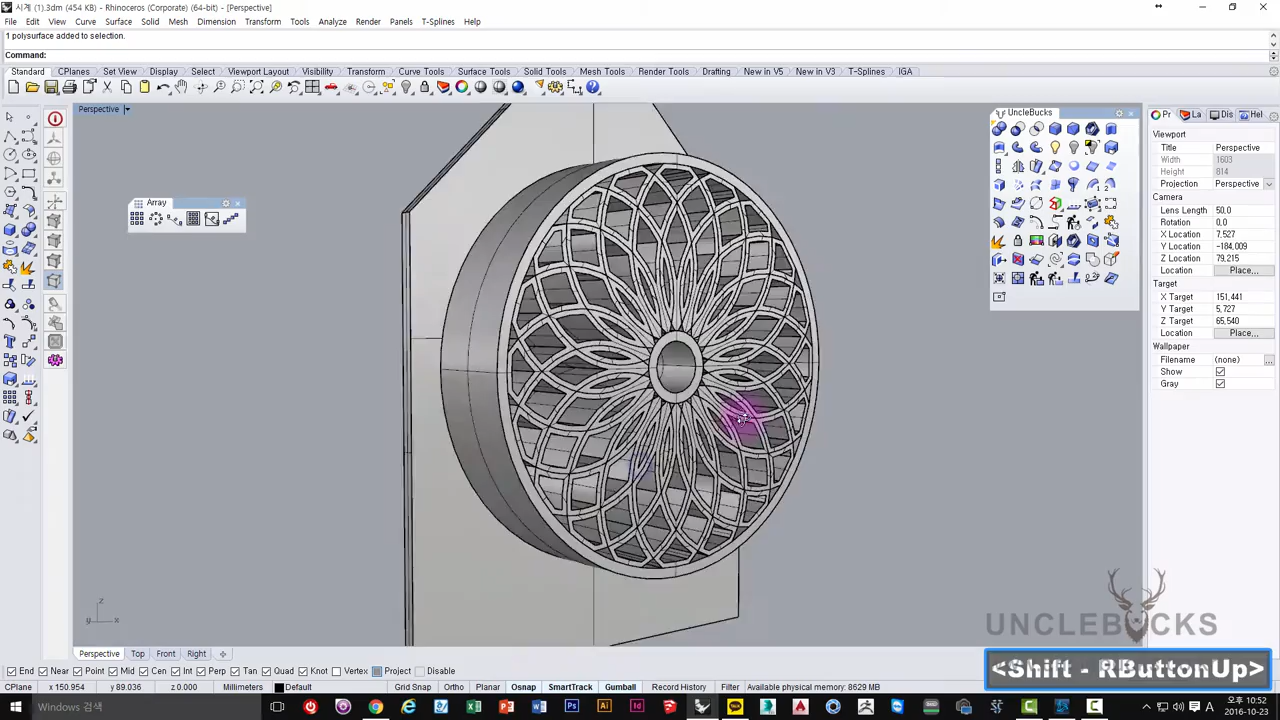 시계 (1).3dm (454 KB) - Rhinoceros (Corporate) (64-bit) - [Perspective]
File Edit View Curve Surface Solid Mesh Dimension Transform Tools Analyze Render Panels T-Splines Help
1 polysurface added to selection.
Command:
Standard CPlanes Set View Display Select Viewport Layout Visibility Transform Curve Tools Surface Tools Solid Tools Mesh Tools Render Tools Drafting New in V5 New in V3 T-Splines IGA
Perspective
UncleBucks
Pr La Dis Hel
Viewport
Title Perspective
Width 1603
Height 814
Projection Perspective
Camera
Lens Length 50,0
Rotation 0,0
X Location 7,527
Y Location -184,009
Z Location 79,215
Location Place...
Target
X Target 151,441
Y Target 5,727
Z Target 65,540
Location Place...
Wallpaper
Filename (none) ...
Show
Gray
Array
z
y x
UNCLEBUCKS
<Shift - RButtonUp>
Perspective Top Front Right
End Near Point Mid Cen Int Perp Tan Quad Knot Vertex Project Disable
CPlane x 150.954 y 89.036 z 0.000 Millimeters Default Grid Snap Ortho Planar Osnap SmartTrack Gumball Record History Filter Available physical memory: 8629 MB
Windows 검색
A 오후 10:52
2016-10-23